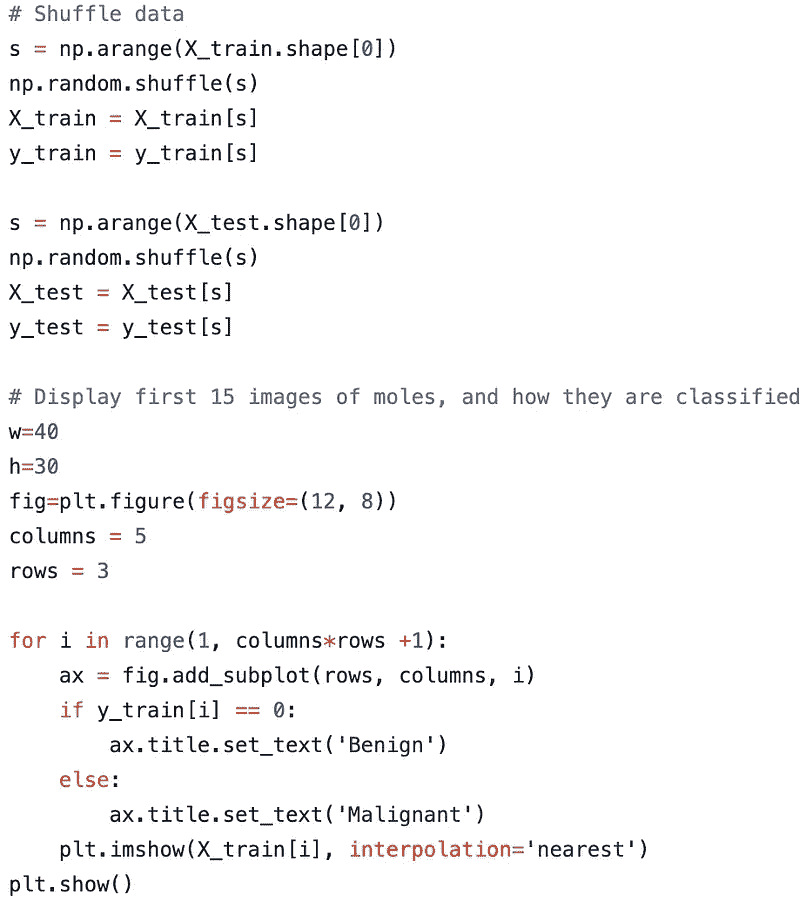 # Shuffle data
s = np.arange(X_train.shape[0])
np.random.shuffle(s)
X_train = X_train[s]
y_train = y_train[s]

s = np.arange(X_test.shape[0])
np.random.shuffle(s)
X_test = X_test[s]
y_test = y_test[s]

# Display first 15 images of moles, and how they are classified
w=40
h=30
fig=plt.figure(figsize=(12, 8))
columns = 5
rows = 3

for i in range(1, columns*rows +1):
    ax = fig.add_subplot(rows, columns, i)
    if y_train[i] == 0:
        ax.title.set_text('Benign')
    else:
        ax.title.set_text('Malignant')
    plt.imshow(X_train[i], interpolation='nearest')
plt.show()